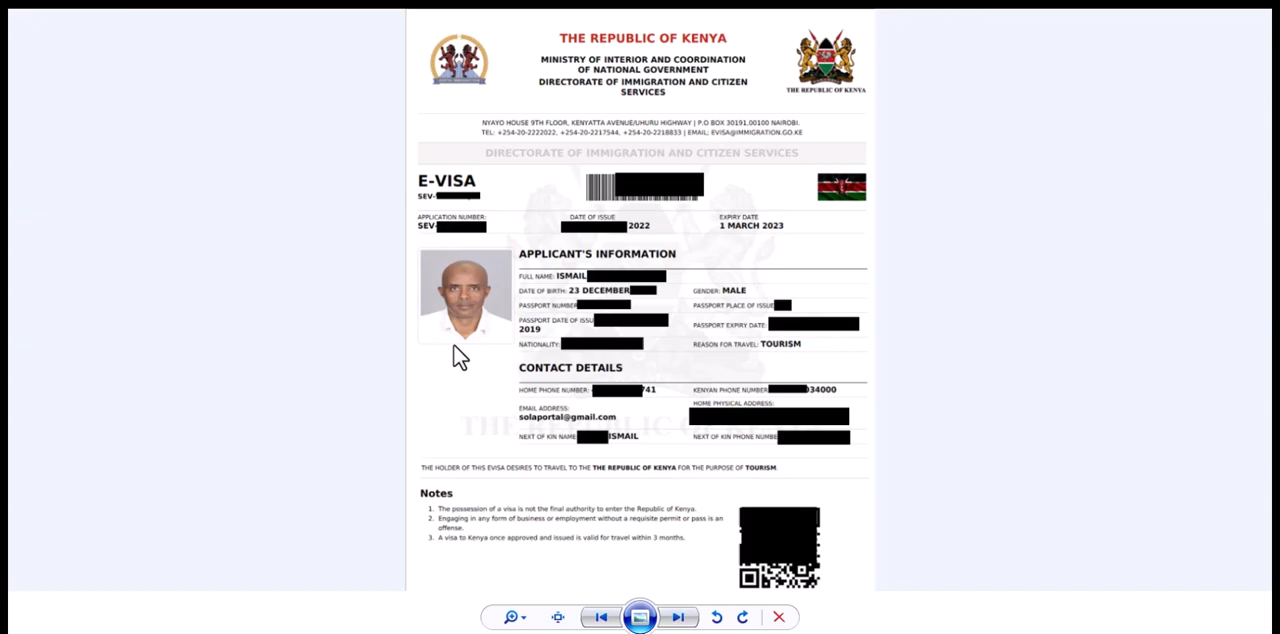 THE REPUBLIC OF KENYA
MINISTRY OF INTERIOR AND COORDINATION
OF NATIONAL GOVERNMENT
DIRECTORATE OF IMMIGRATION AND CITIZEN
SERVICES
THE REPUBLIC OF KENYA
NYAYO HOUSE 9TH FLOOR, KENYATTA AVENUE/UHURU HIGHWAY | P.O BOX 30191,00100 NAIROBI.
TEL: +254-20-2222022, +254-20-2217544, +254-20-2218833 | EMAIL; EVISA@IMMIGRATION.GO.KE
DIRECTORATE OF IMMIGRATION AND CITIZEN SERVICES
E-VISA
SEV-
APPLICATION NUMBER: DATE OF ISSUE EXPIRY DATE
SEV- 2022 1 MARCH 2023
APPLICANT'S INFORMATION
FULL NAME: ISMAIL
DATE OF BIRTH: 23 DECEMBER GENDER: MALE
PASSPORT NUMBER PASSPORT PLACE OF ISSUE
PASSPORT DATE OF ISSU PASSPORT EXPIRY DATE:
2019
NATIONALITY: REASON FOR TRAVEL: TOURISM
CONTACT DETAILS
HOME PHONE NUMBER: 741 KENYAN PHONE NUMBER 034000
EMAIL ADDRESS: HOME PHYSICAL ADDRESS:
solaportal@gmail.com
THE REPUBLIC OF KENYA
NEXT OF KIN NAME ISMAIL NEXT OF KIN PHONE NUMBE
THE HOLDER OF THIS EVISA DESIRES TO TRAVEL TO THE THE REPUBLIC OF KENYA FOR THE PURPOSE OF TOURISM.
Notes
1. The possession of a visa is not the final authority to enter the Republic of Kenya.
2. Engaging in any form of business or employment without a requisite permit or pass is an
offense.
3. A visa to Kenya once approved and issued is valid for travel within 3 months.